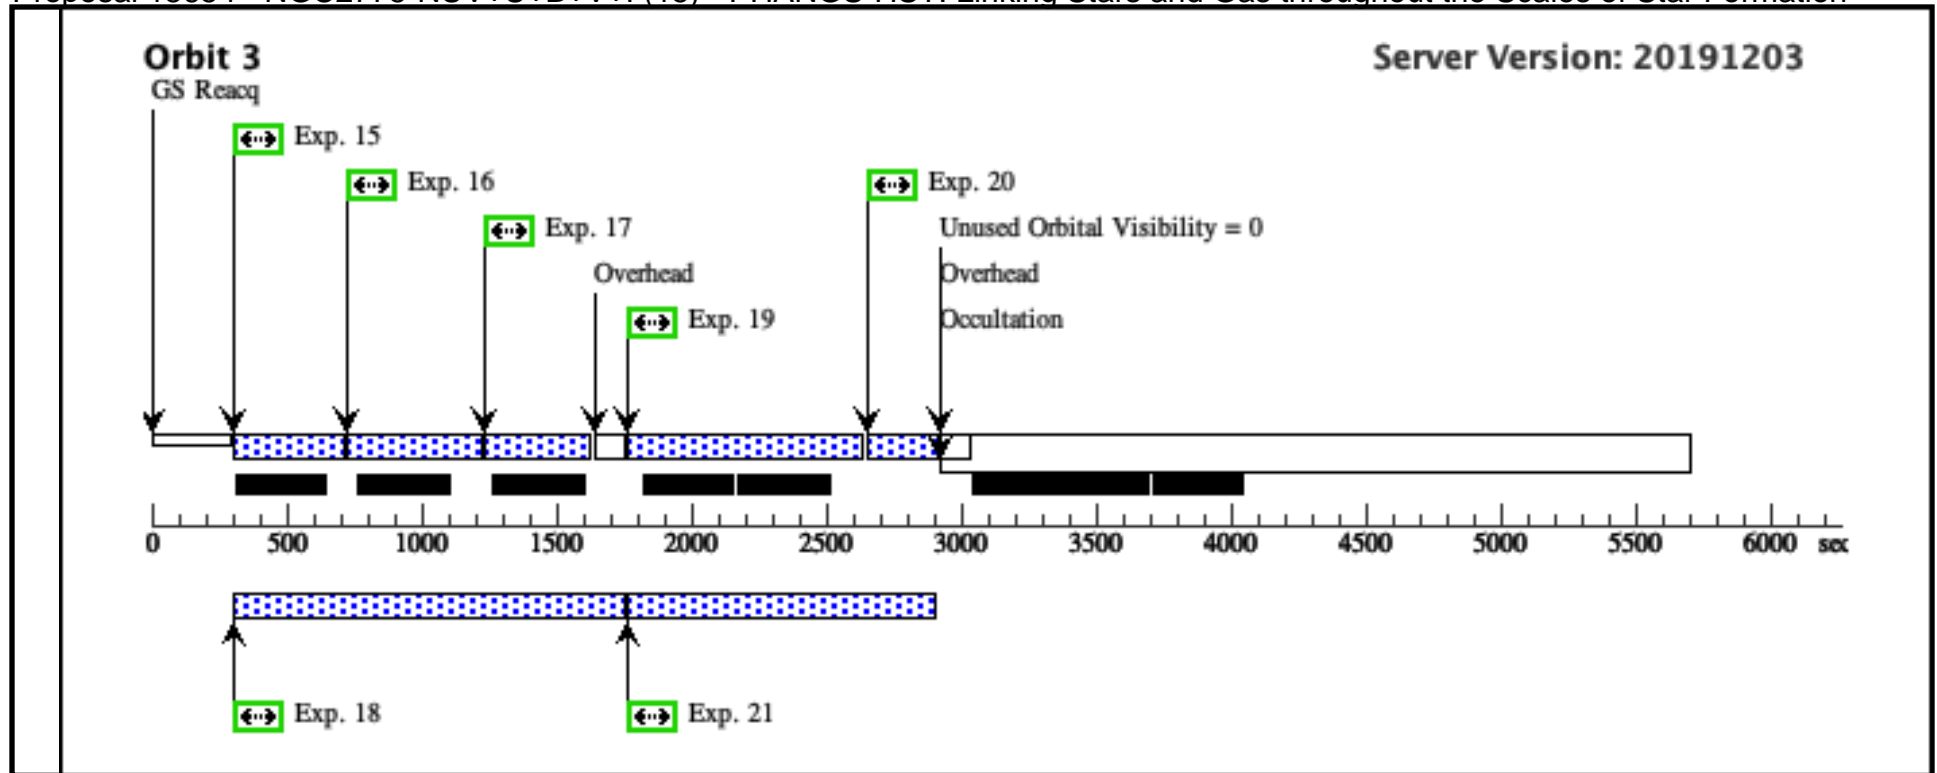 Orbit 3
Server Version: 20191203
GS Reacq
Exp. 15
Exp. 16
Exp. 20
Exp. 17
Unused Orbital Visibility = 0
Overhead
Overhead
Exp. 19
Occultation
0 500 1000 1500 2000 2500 3000 3500 4000 4500 5000 5500 6000 sec
Exp. 18
Exp. 21